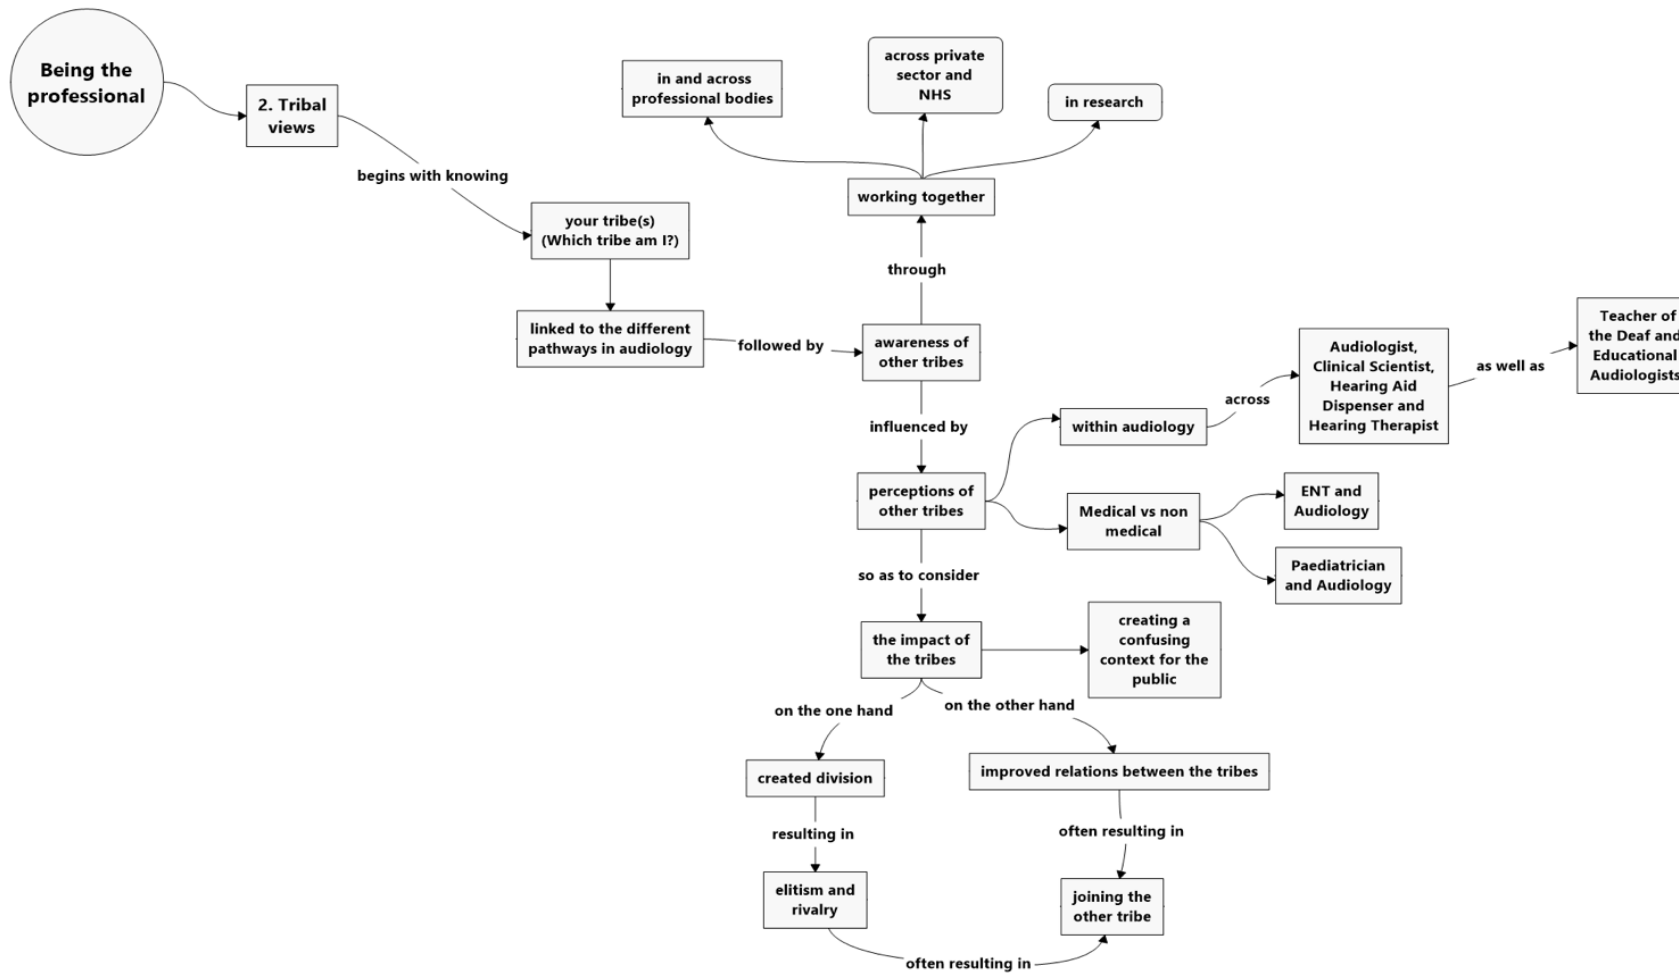 Being the
professional
2. Tribal
views
begins with knowing
your tribe(s)
(Which tribe am I?)
linked to the different
pathways in audiology
followed by
awareness of
other tribes
through
working together
in and across
professional bodies
across private
sector and
NHS
in research
influenced by
perceptions of
other tribes
within audiology
across
Audiologist,
Clinical Scientist,
Hearing Aid
Dispenser and
Hearing Therapist
as well as
Teacher of
the Deaf and
Educational
Audiologists
Medical vs non
medical
ENT and
Audiology
Paediatrician
and Audiology
so as to consider
the impact of
the tribes
creating a
confusing
context for the
public
on the one hand
created division
resulting in
elitism and
rivalry
often resulting in
on the other hand
improved relations between the tribes
often resulting in
joining the
other tribe